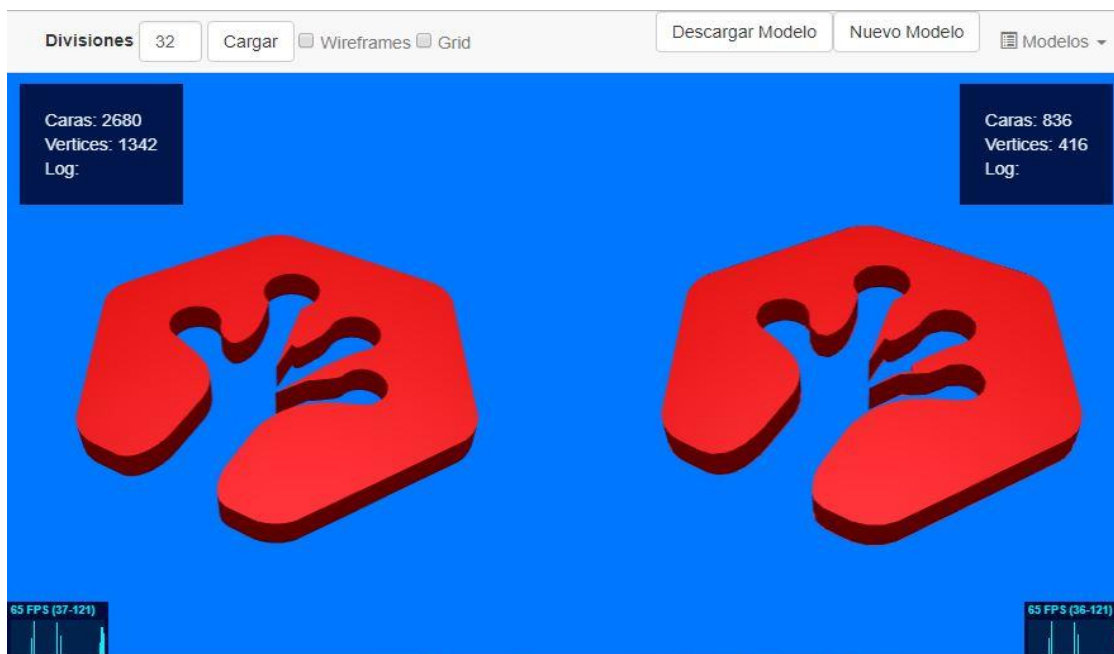 Divisiones 32 Cargar Wireframes Grid Descargar Modelo Nuevo Modelo Modelos
Caras: 2680
Vertices: 1342
Log:
Caras: 836
Vertices: 416
Log:
65 FPS (37-121)
65 FPS (36-121)